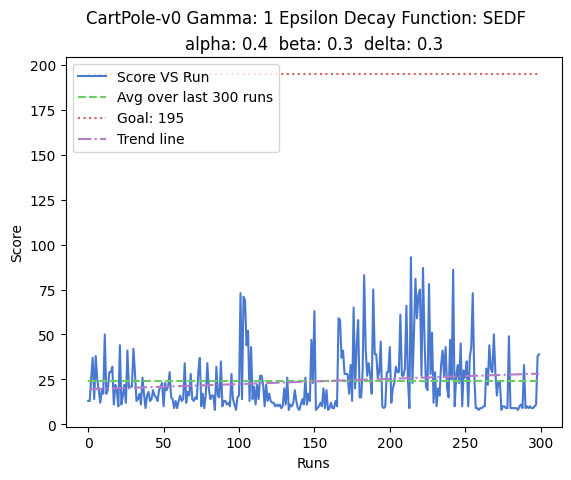 CartPole-v0 Gamma: 1 Epsilon Decay Function: SEDF
alpha: 0.4 beta: 0.3 delta: 0.3
200
175
150
125
100
75
50
25
0
Score
Score VS Run
Avg over last 300 runs
Goal: 195
Trend line
0
50
100
150
200
250
300
Runs